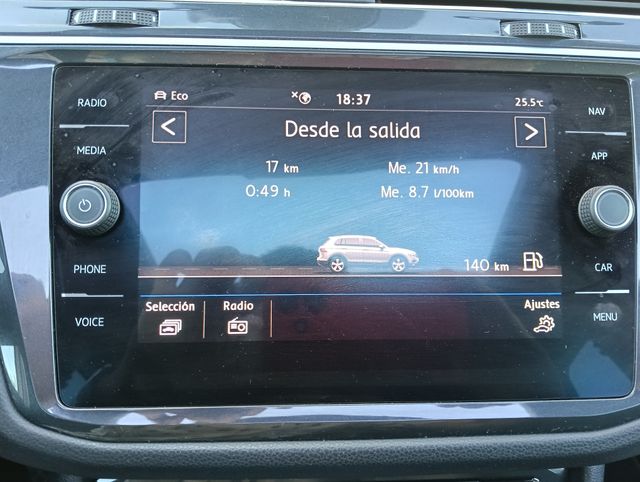 RADIO
MEDIA
PHONE
VOICE
Eco
18:37
25.5°C
Desde la salida
17 km
Me. 21 km/h
0:49 h
Me. 8.7 l/100km
140 km
Selección
Radio
Ajustes
NAV
APP
CAR
MENU